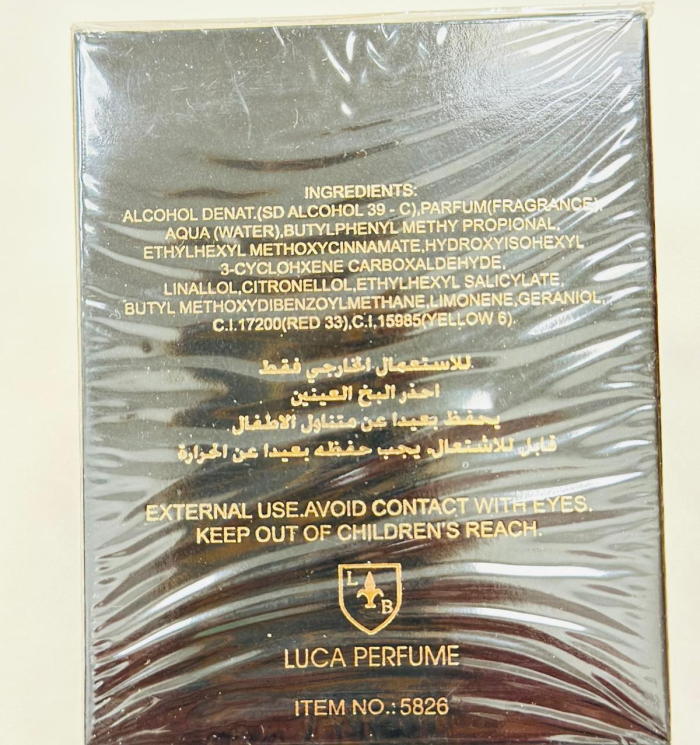 INGREDIENTS:
ALCOHOL DENAT.(SD ALCOHOL 39 - C),PARFUM(FRAGRANCE),
AQUA (WATER),BUTYLPHENYL METHY PROPIONAL,
ETHYLHEXYL METHOXYCINNAMATE,HYDROXYISOHEXYL
3-CYCLOHXENE CARBOXALDEHYDE,
LINALLOL,CITRONELLOL,ETHYLHEXYL SALICYLATE,
BUTYL METHOXYDIBENZOYLMETHANE,LIMONENE,GERANIOL,
C.I.17200(RED 33),C.I.15985(YELLOW 6).
للاستعمال الخارجي فقط
احذر البخ العينين
يحفظ بعيدا عن متناول الاطفال
قابل للاشتعال، يجب حفظه بعيدا عن الحرارة
EXTERNAL USE.AVOID CONTACT WITH EYES.
KEEP OUT OF CHILDREN'S REACH.
L B
LUCA PERFUME
ITEM NO.: 5826